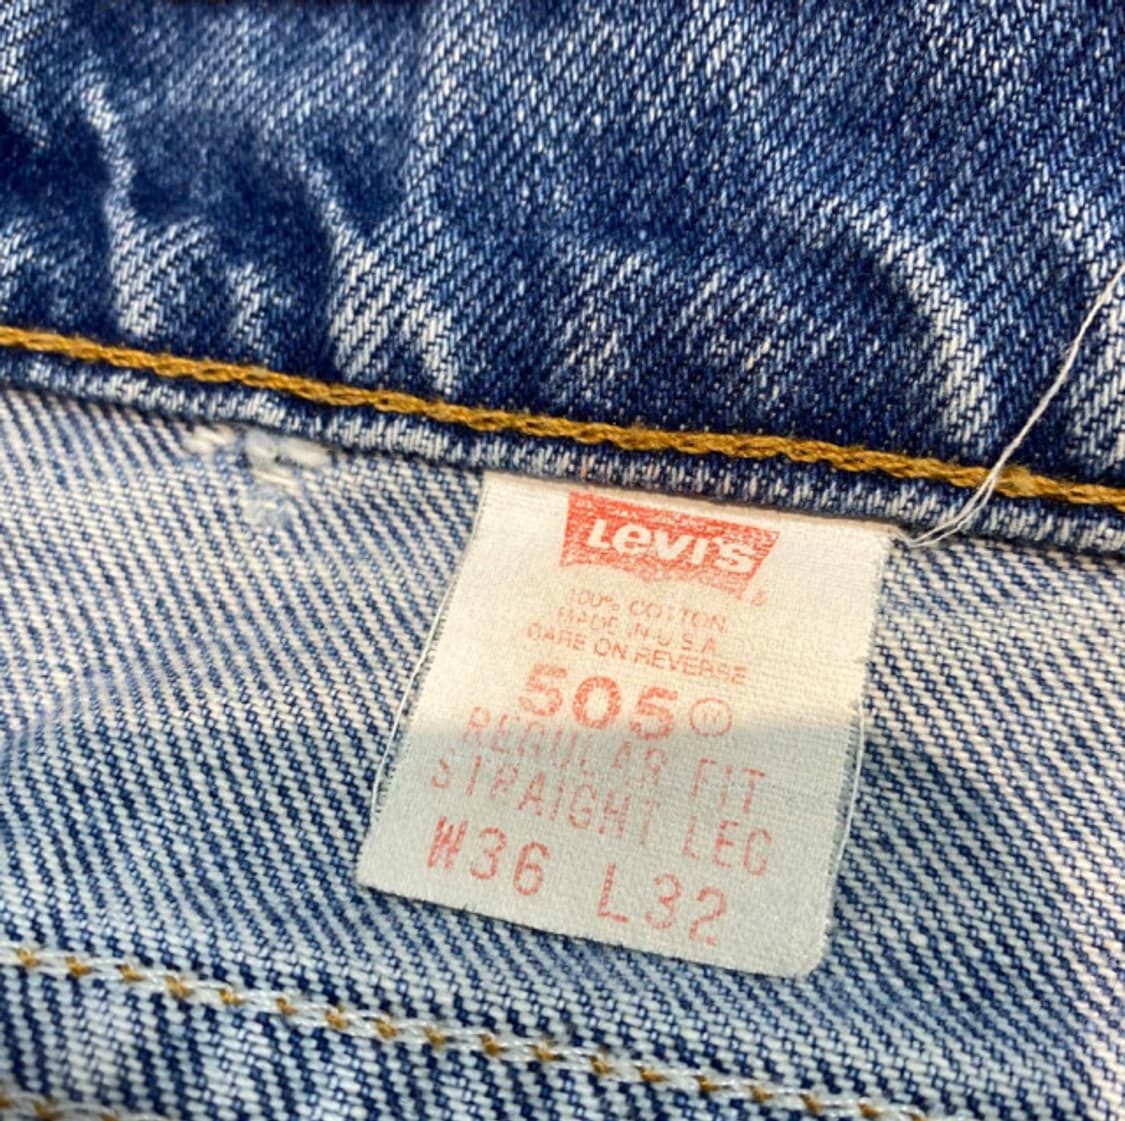 LEVI'S ®
100% COTTON
MADE IN U.S.A
CARE ON REVERSE
505®
REGULAR FIT
STRAIGHT LEG
W36 L32